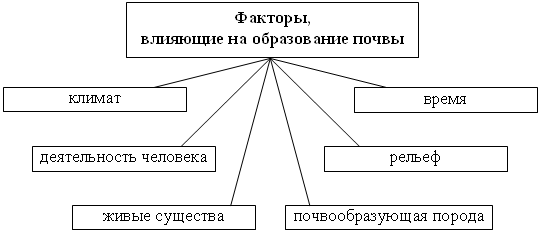 Факторы,
влияющие на образование почвы
климат
время
деятельность человека
рельеф
живые существа
почвообразующая порода